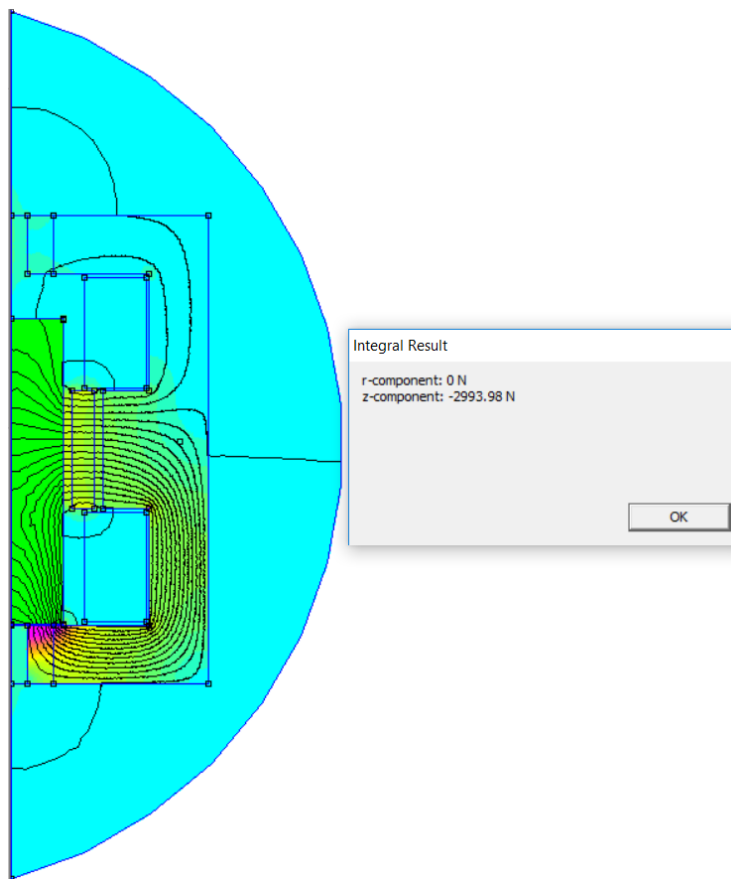 Integral Result
r-component: 0 N
z-component: -2993.98 N
OK